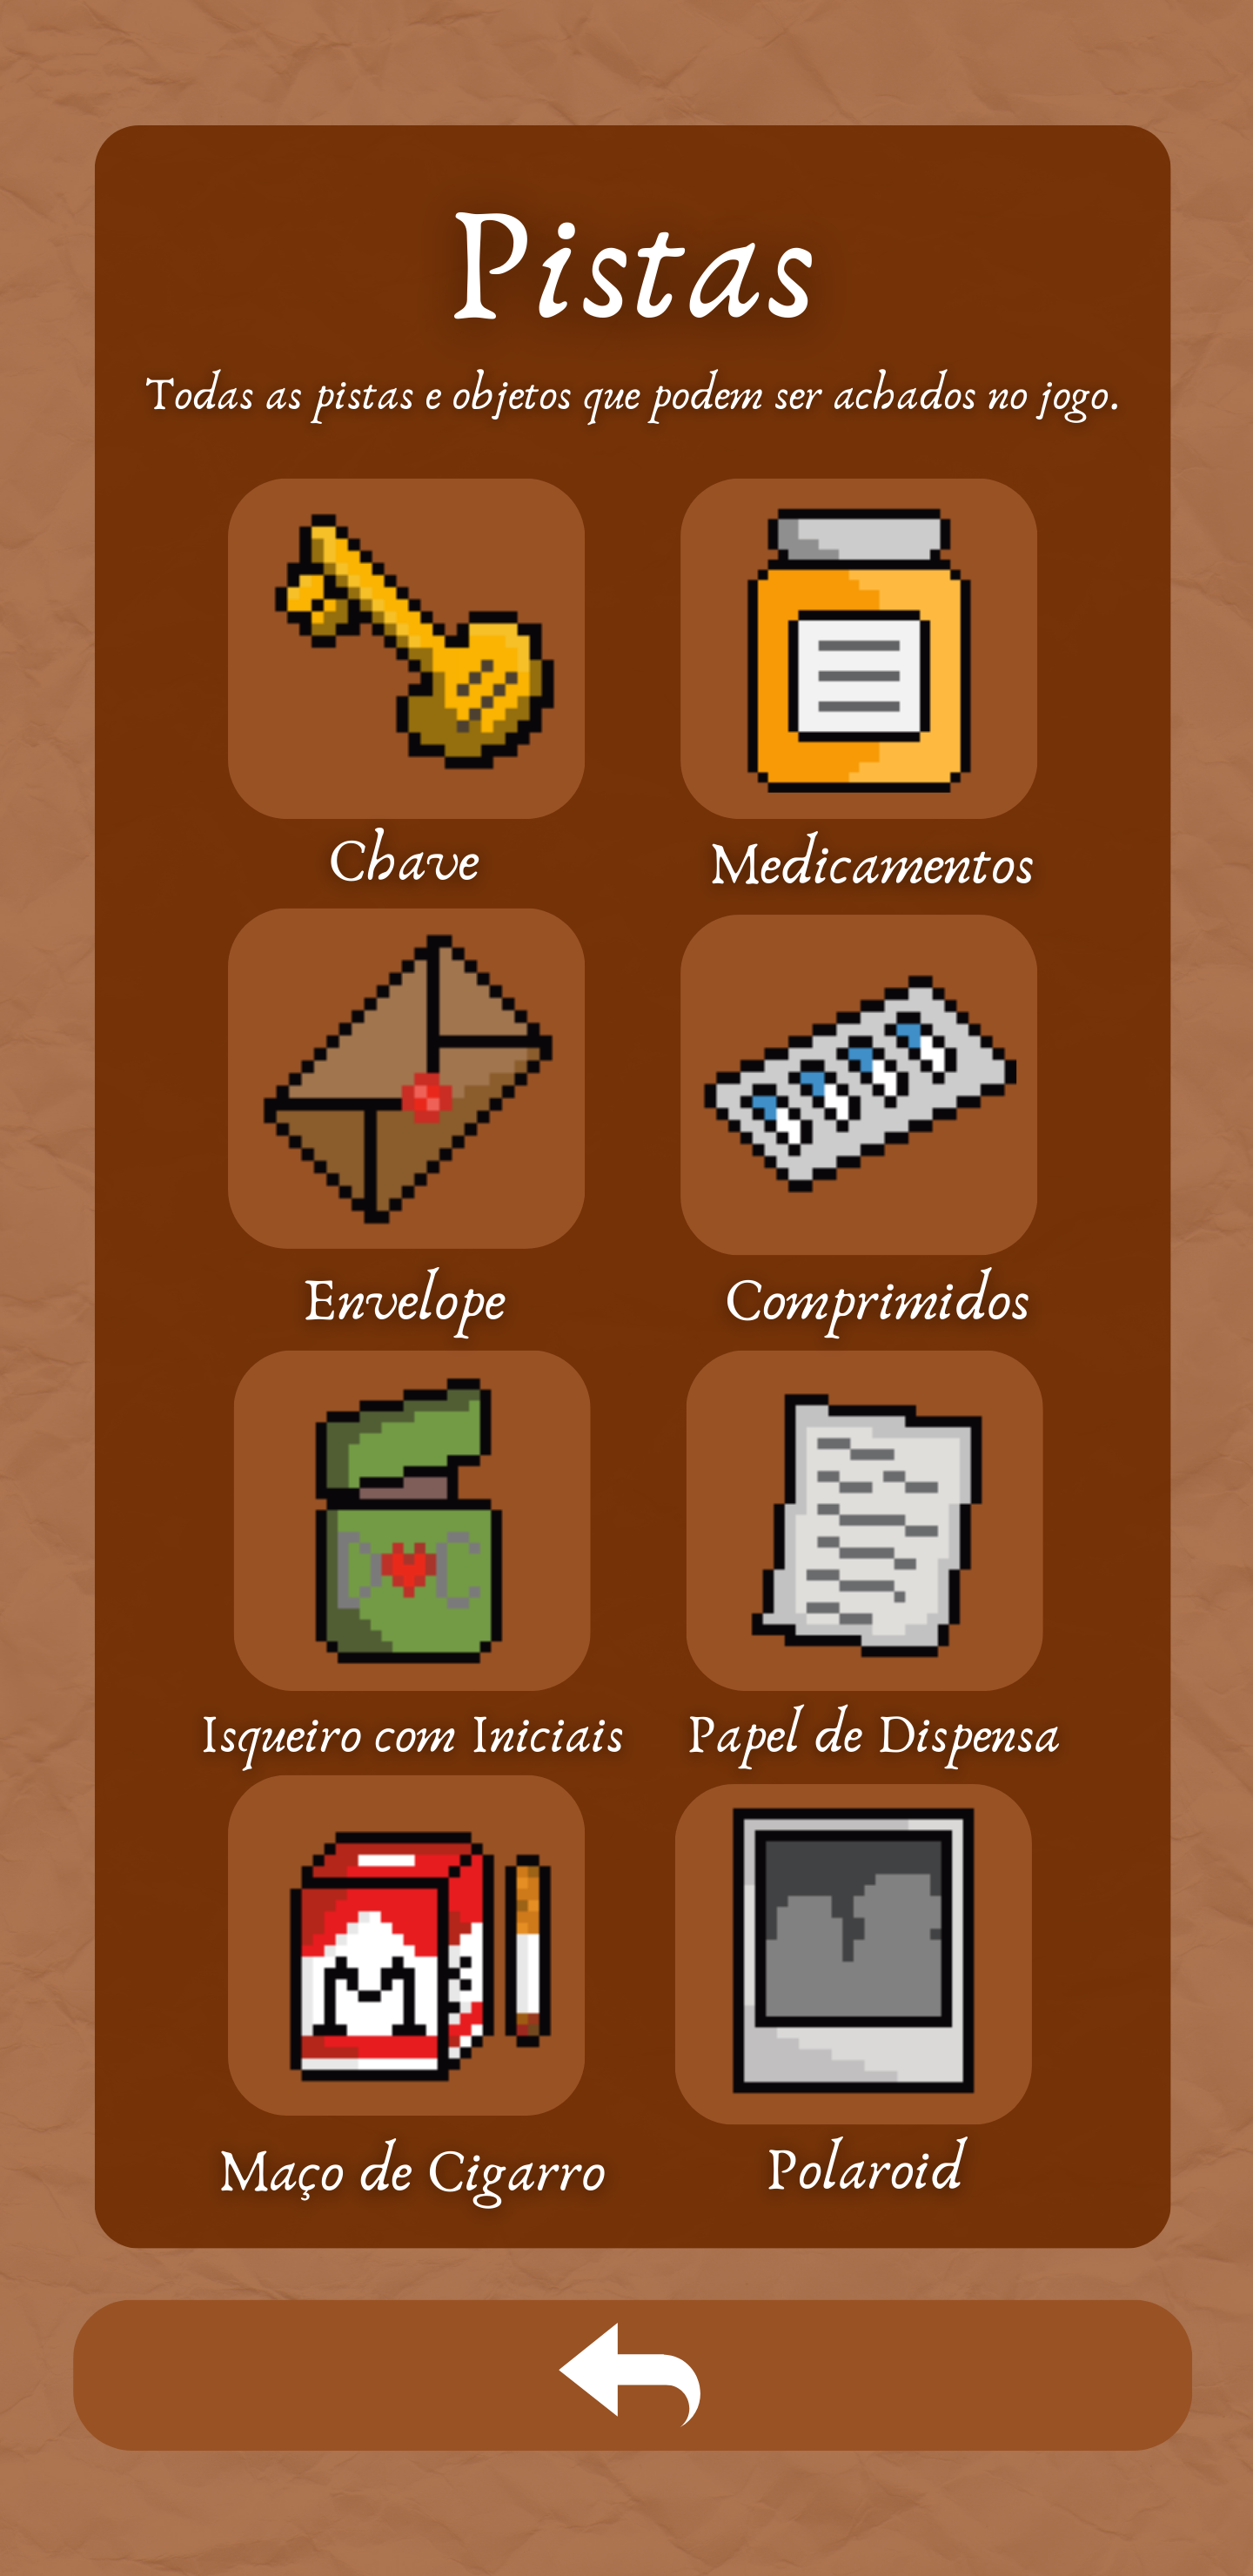 Pistas
Todas as pistas e objetos que podem ser achados no jogo.
Chave
Medicamentos
Envelope
Comprimidos
D C
Isqueiro com Iniciais
Papel de Dispensa
M
Maço de Cigarro
Polaroid